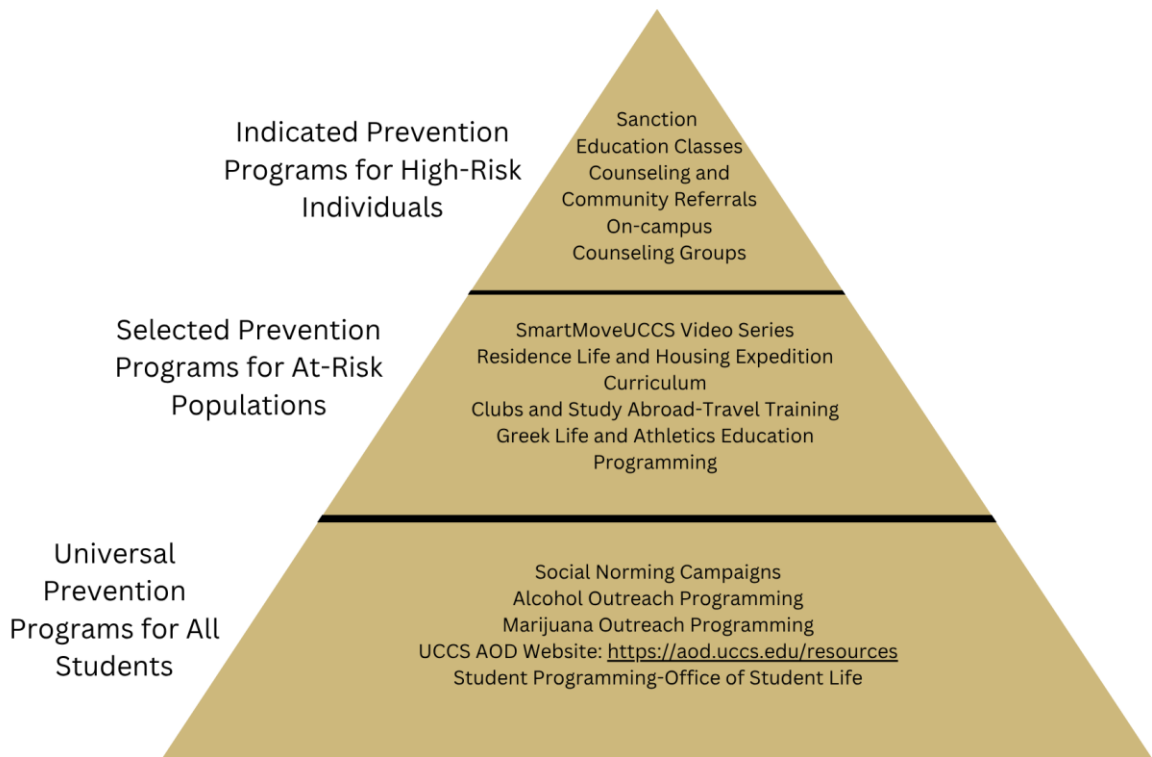 Indicated Prevention
Programs for High-Risk
Individuals
Sanction
Education Classes
Counseling and
Community Referrals
On-campus
Counseling Groups
Selected Prevention
Programs for At-Risk
Populations
SmartMoveUCCS Video Series
Residence Life and Housing Expedition
Curriculum
Clubs and Study Abroad-Travel Training
Greek Life and Athletics Education
Programming
Universal
Prevention
Programs for All
Students
Social Norming Campaigns
Alcohol Outreach Programming
Marijuana Outreach Programming
UCCS AOD Website: https://aod.uccs.edu/resources
Student Programming-Office of Student Life